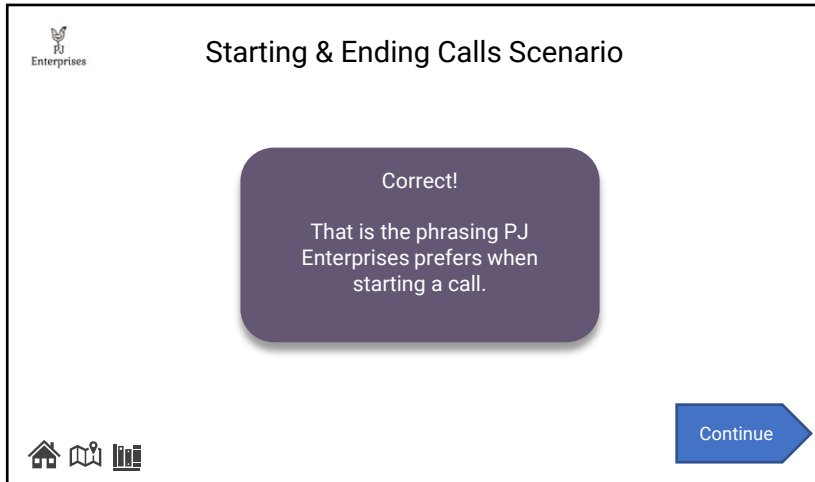 PJ
Enterprises
Starting & Ending Calls Scenario
Correct!
That is the phrasing PJ
Enterprises prefers when
starting a call.
Continue